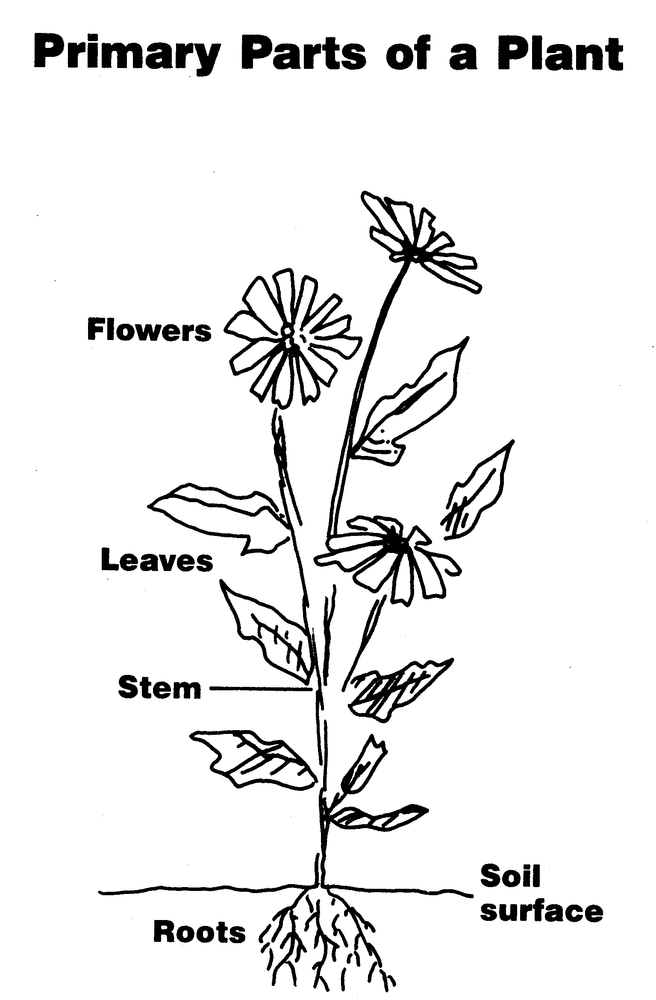 Primary Parts of a Plant
Flowers
Leaves
Stem
Soil
surface
Roots